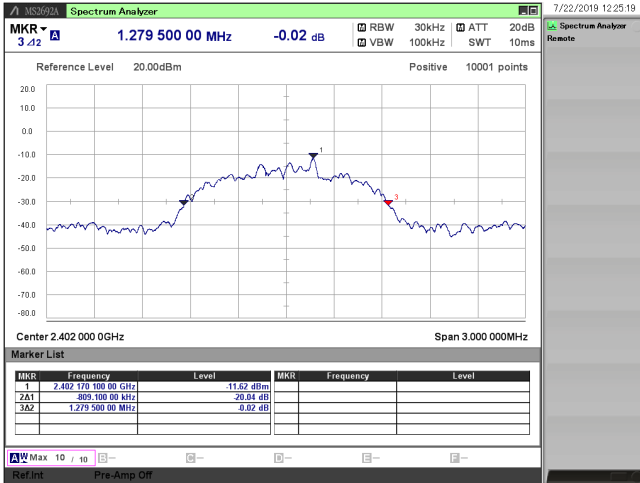 MS2692A Spectrum Analyzer
7/22/2019 12:25:19
MKR A
3 Δ2
1.279 500 00 MHz
-0.02 dB
M RBW 30kHz M ATT 20dB
M VBW 100kHz SWT 10ms
Spectrum Analyzer
Remote
Reference Level 20.00dBm
Positive 10001 points
20.0
10.0
0.0
-10.0
-20.0
-30.0
-40.0
-50.0
-60.0
-70.0
-80.0
1
2
3
Center 2.402 000 0GHz
Span 3.000 000MHz
Marker List
MKR Frequency Level MKR Frequency Level
1 2.402 170 100 00 GHz -11.62 dBm
2Δ1 -809.100 00 kHz -20.04 dB
3Δ2 1.279 500 00 MHz -0.02 dB
A W Max 10 / 10 B— C— D— E— F—
Ref.Int Pre-Amp Off